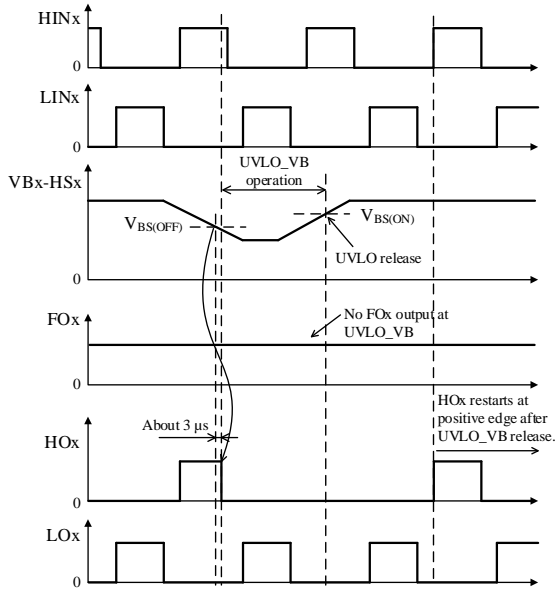 HINx
0
LINx
0
VBx-HSx
UVLO_VB
operation
VBS(OFF)
VBS(ON)
UVLO release
0
FOx
No FOx output at
UVLO_VB
0
HOx
About 3 µs
HOx restarts at
positive edge after
UVLO_VB release.
0
LOx
0